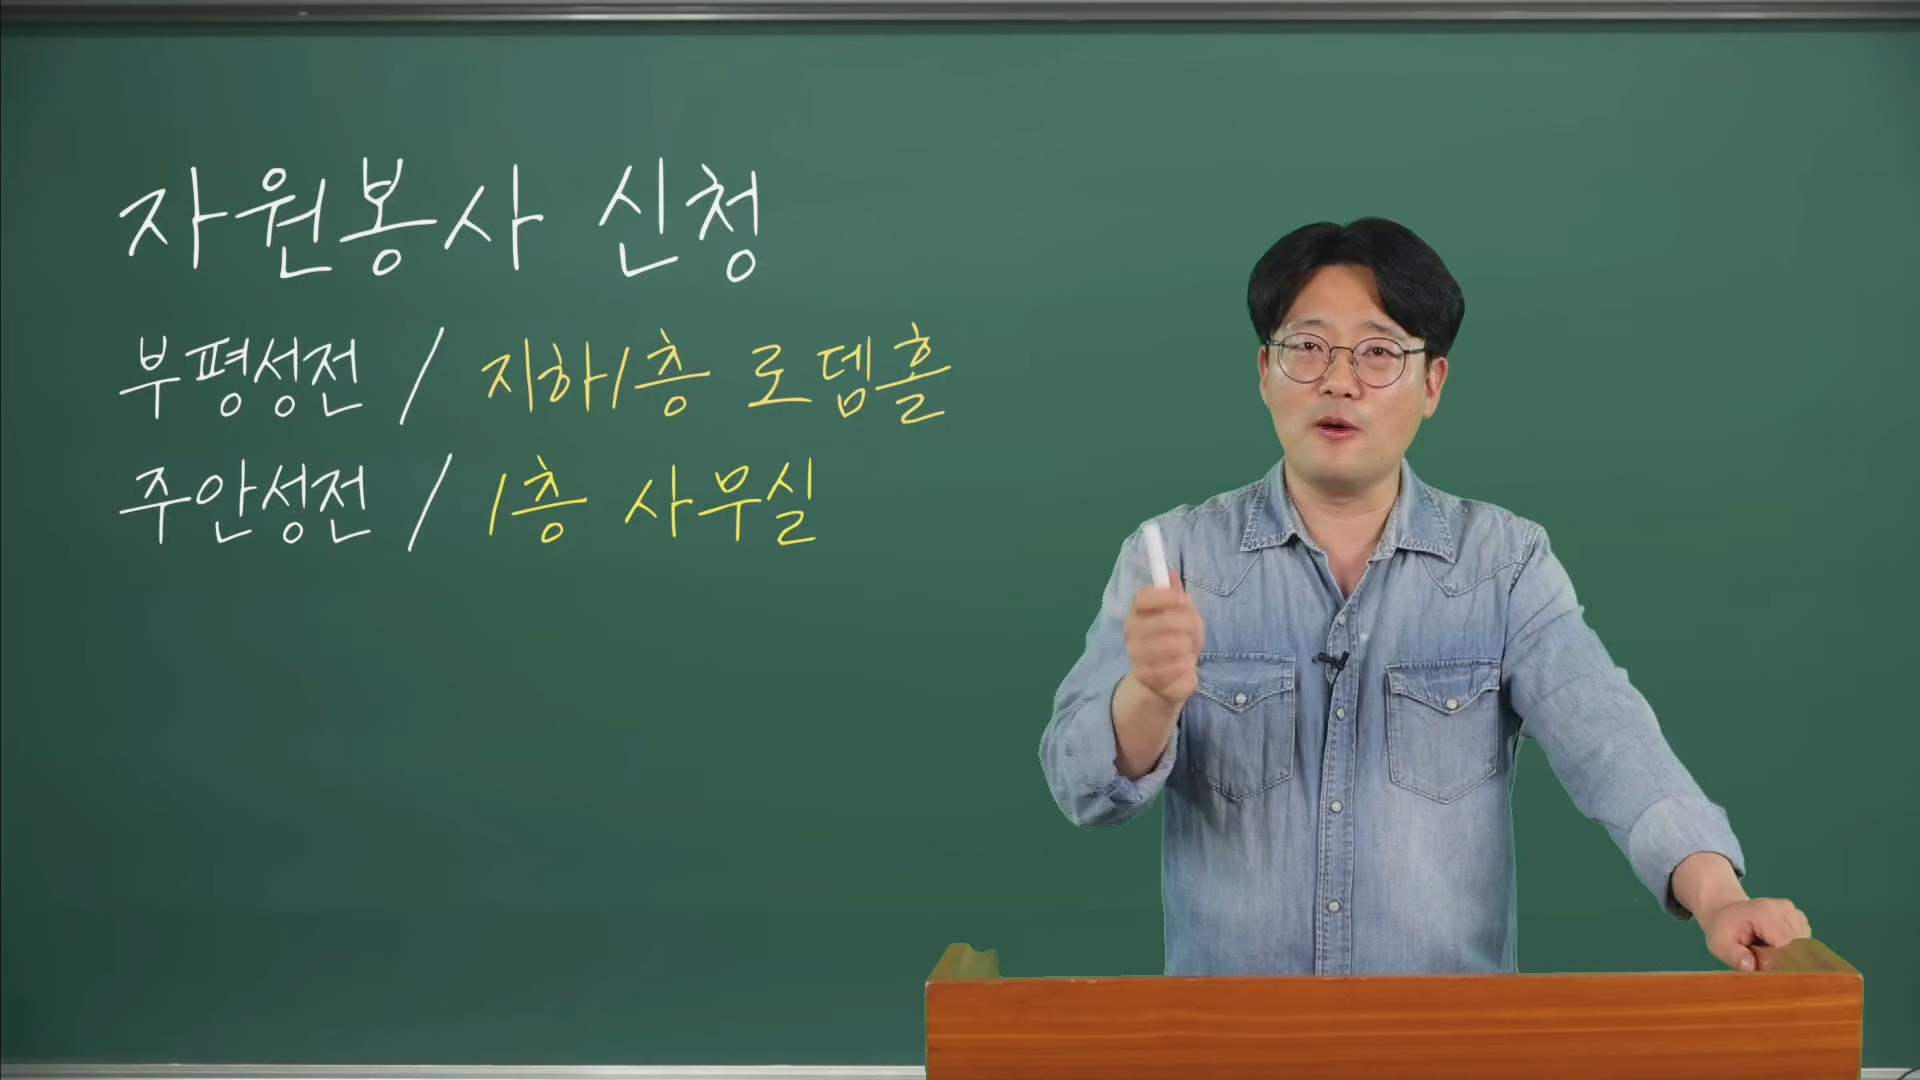 자원봉사 신청
부평성전 / 지하1층 로뎀홀
주안성전 / 1층 사무실